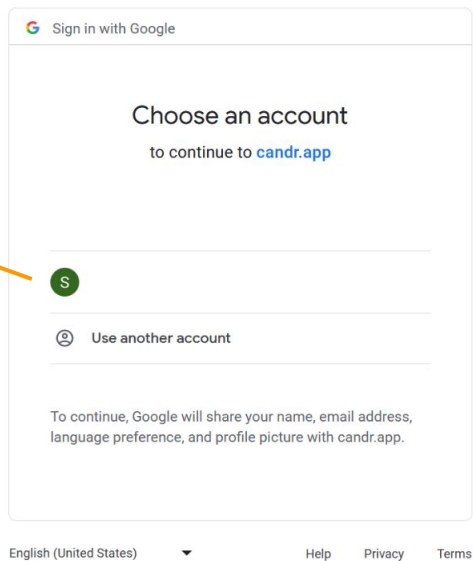 Sign in with Google
Choose an account
to continue to candr.app
S
Use another account
To continue, Google will share your name, email address,
language preference, and profile picture with candr.app.
English (United States) Help Privacy Terms